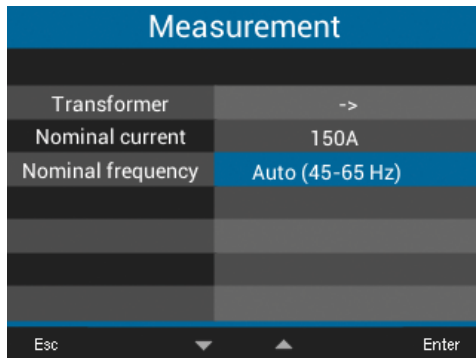 Measurement
Transformer ->
Nominal current 150A
Nominal frequency Auto (45-65 Hz)
Esc Enter